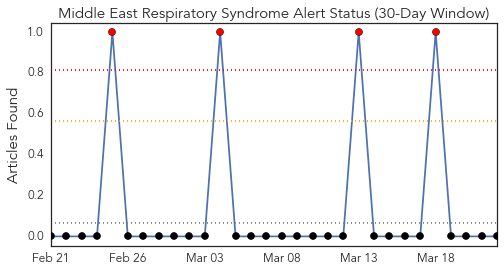 Middle East Respiratory Syndrome Alert Status (30-Day Window)
Articles Found
1.0
0.8
0.6
0.4
0.2
0.0
Feb 21 Feb 26 Mar 03 Mar 08 Mar 13 Mar 18